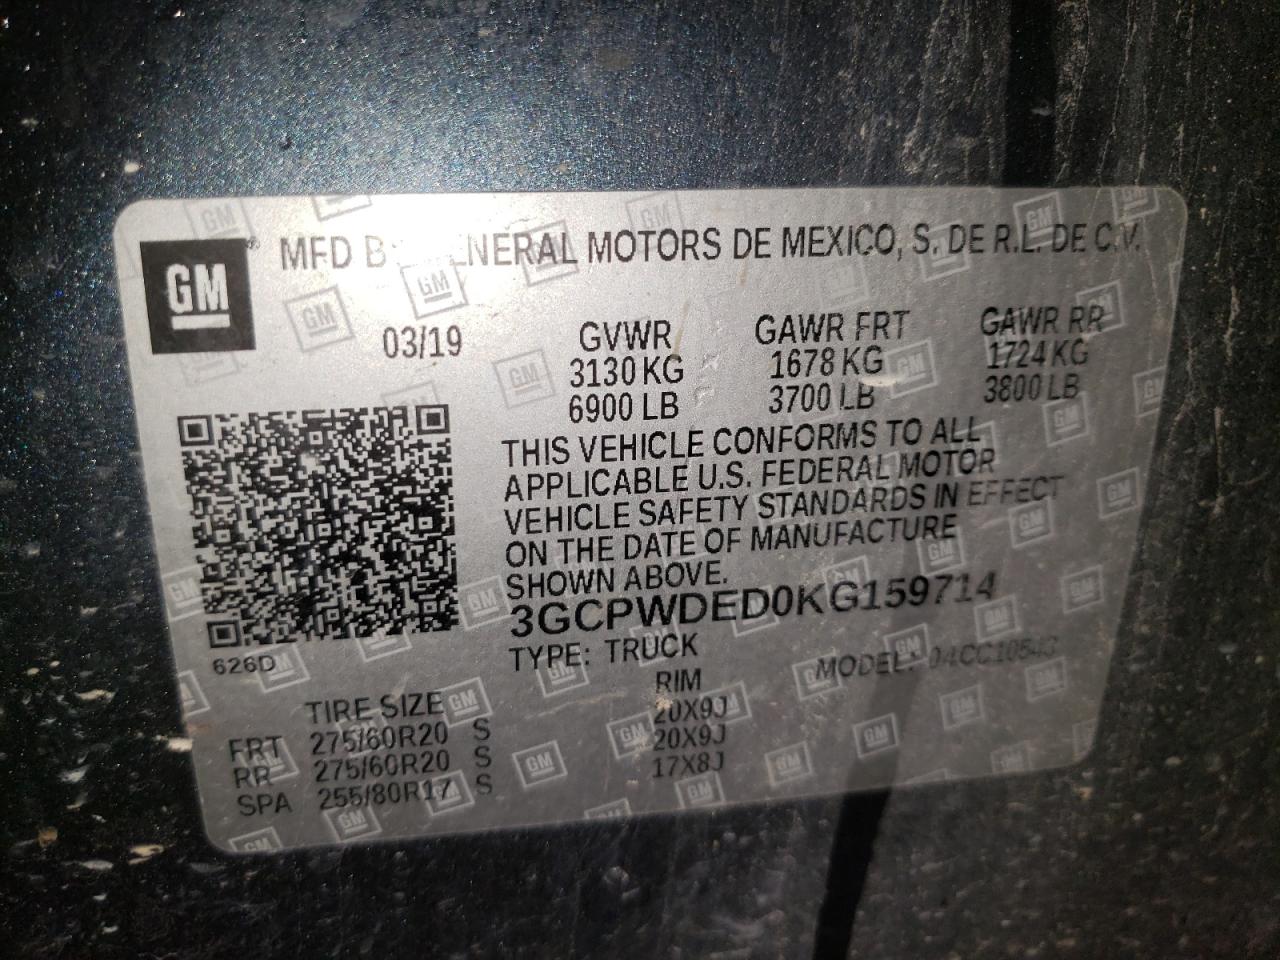 GM
MFD B NERAL MOTORS DE MEXICO, S. DE R.L. DE C.V.
03/19
GVWR GAWR FRT GAWR RR
3130 KG 1678 KG 1724 KG
6900 LB 3700 LB 3800 LB
THIS VEHICLE CONFORMS TO ALL
APPLICABLE U.S. FEDERAL MOTOR
VEHICLE SAFETY STANDARDS IN EFFECT
ON THE DATE OF MANUFACTURE
SHOWN ABOVE.
3GCPWDED0KG159714
626D
TYPE: TRUCK MODEL: 04CC10543
TIRE SIZE RIM
FRT 275/60R20 S 20X9J
RR 275/60R20 S 20X9J
SPA 255/80R17 S 17X8J